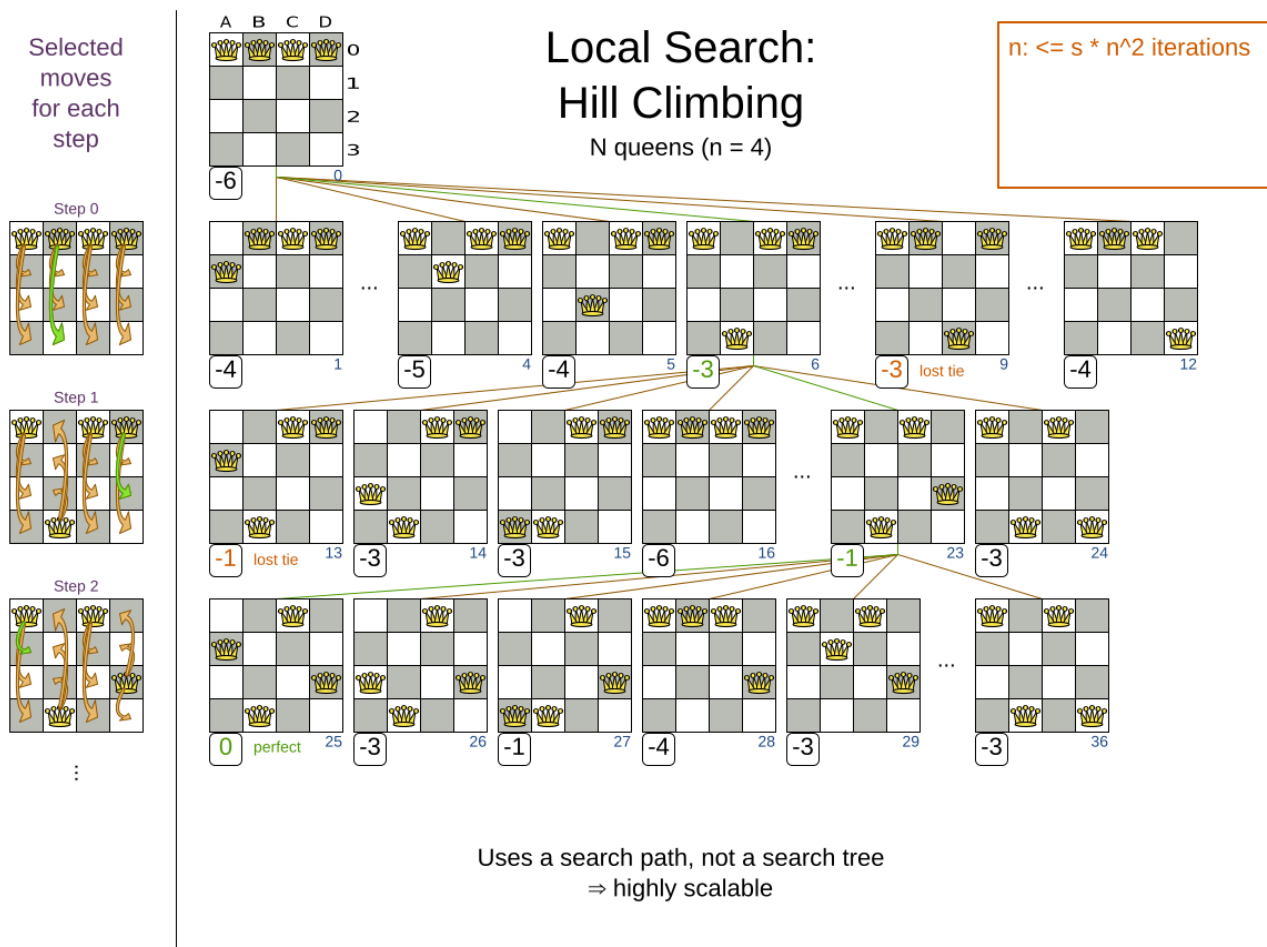 Selected
moves
for each
step
A B C D
0
1
2
3
-6
0
Local Search:
Hill Climbing
N queens (n = 4)
n: <= s * n^2 iterations
Step 0
...
...
...
-4
1
-5
4
-4
5
-3
6
-3
lost tie
9
-4
12
Step 1
...
-1
lost tie
13
-3
14
-3
15
-6
16
-1
23
-3
24
Step 2
...
0
perfect
25
-3
26
-1
27
-4
28
-3
29
-3
36
...
Uses a search path, not a search tree
⇒ highly scalable